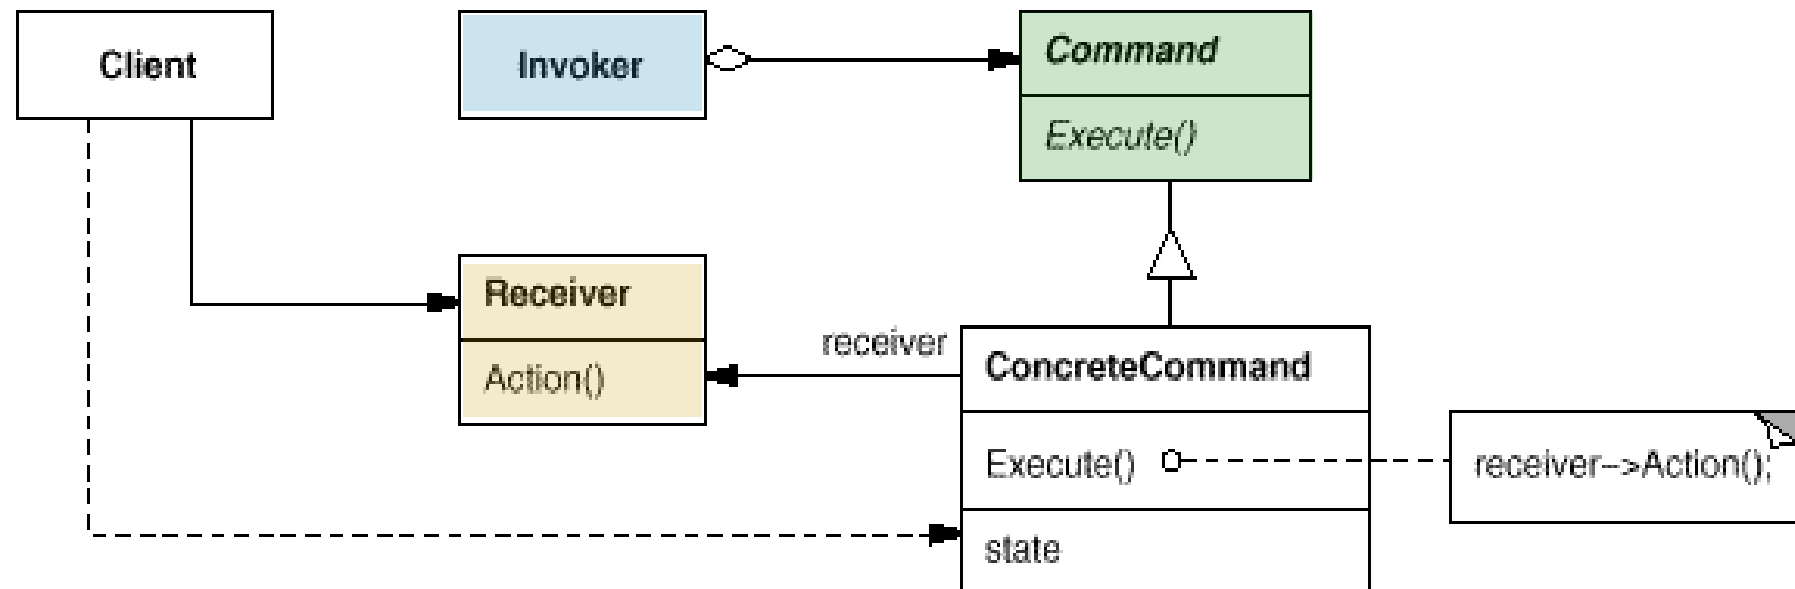 Client
Invoker
Command
Execute()
Receiver
Action()
receiver
ConcreteCommand
Execute()
receiver-->Action();
state